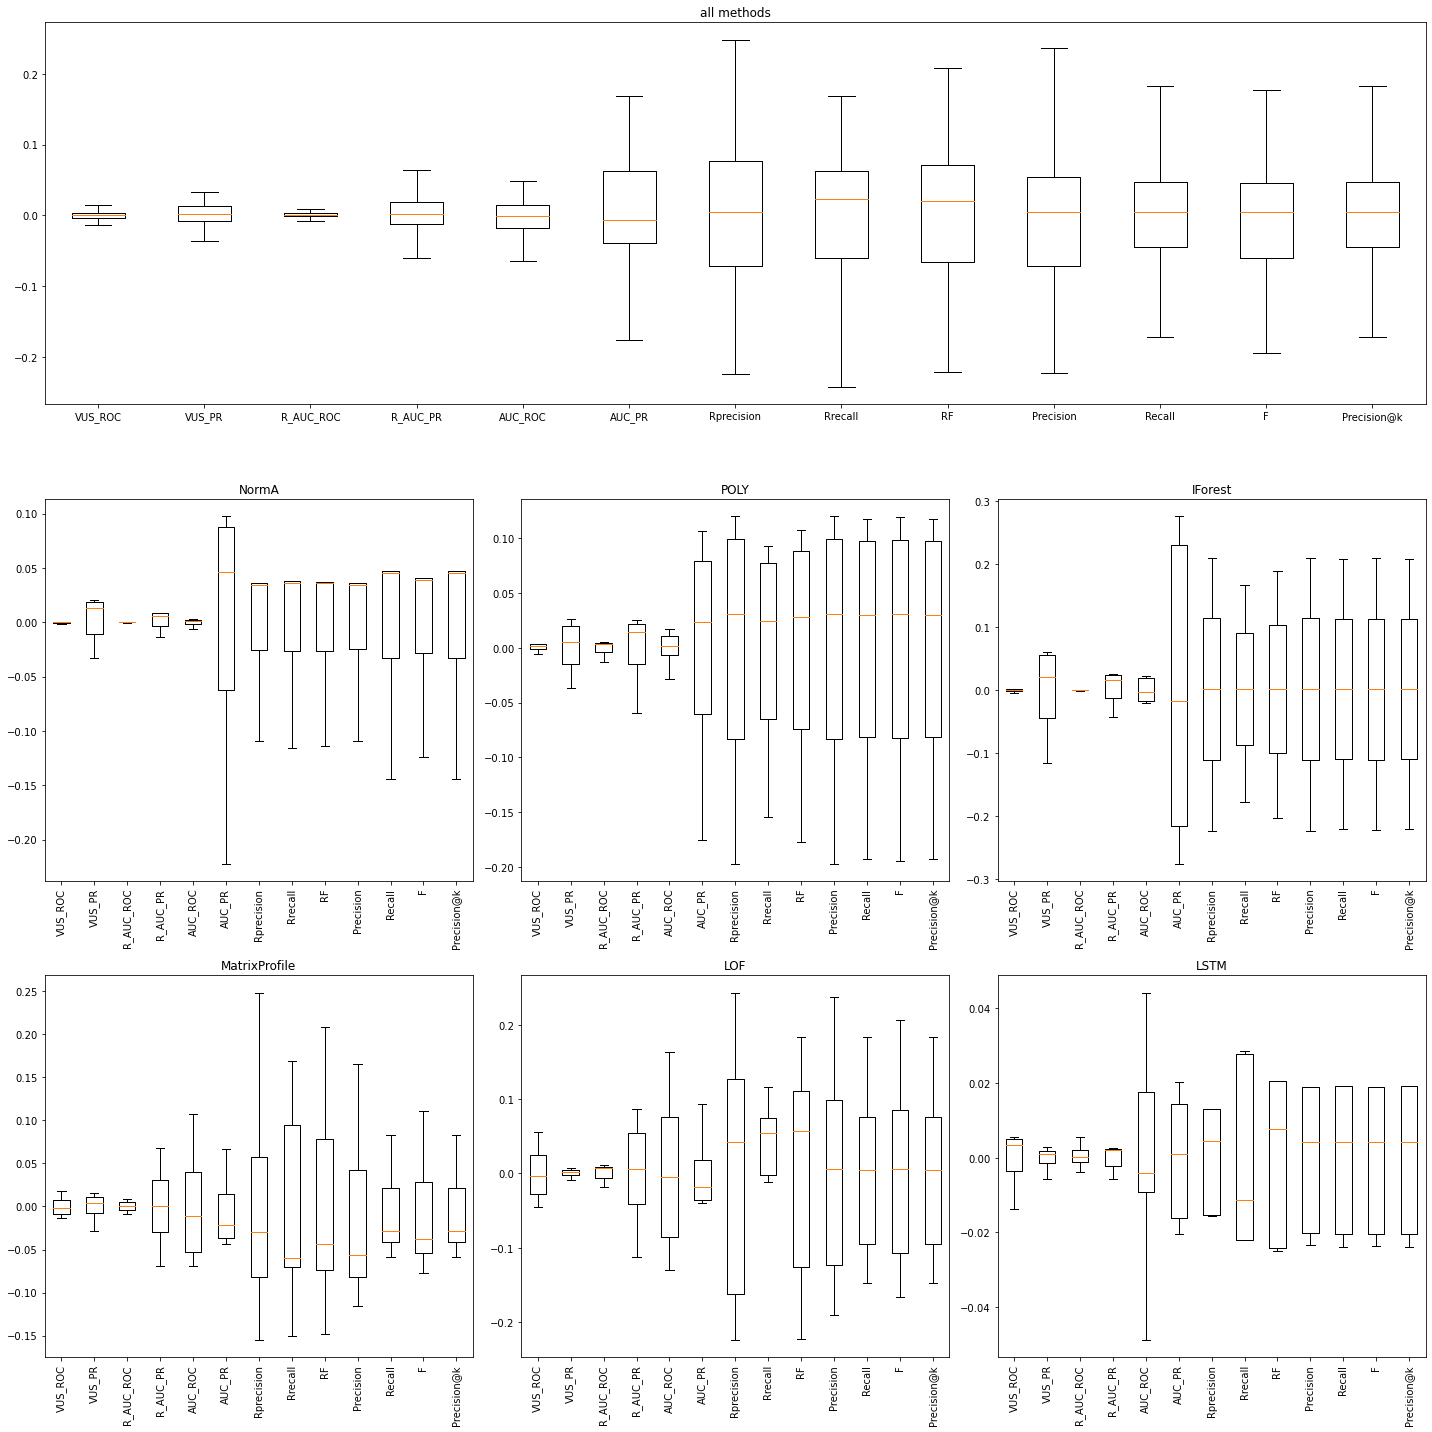 all methods
0.2
0.1
0.0
−0.1
−0.2
VUS_ROC VUS_PR R_AUC_ROC R_AUC_PR AUC_ROC AUC_PR Rprecision Rrecall RF Precision Recall F Precision@k
NormA
0.10
0.05
0.00
−0.05
−0.10
−0.15
−0.20
VUS_ROC
VUS_PR
R_AUC_ROC
R_AUC_PR
AUC_ROC
AUC_PR
Rprecision
Rrecall
RF
Precision
Recall
F
Precision@k
POLY
0.10
0.05
0.00
−0.05
−0.10
−0.15
−0.20
VUS_ROC
VUS_PR
R_AUC_ROC
R_AUC_PR
AUC_ROC
AUC_PR
Rprecision
Rrecall
RF
Precision
Recall
F
Precision@k
IForest
0.3
0.2
0.1
0.0
−0.1
−0.2
−0.3
VUS_ROC
VUS_PR
R_AUC_ROC
R_AUC_PR
AUC_ROC
AUC_PR
Rprecision
Rrecall
RF
Precision
Recall
F
Precision@k
MatrixProfile
0.25
0.20
0.15
0.10
0.05
0.00
−0.05
−0.10
−0.15
VUS_ROC
VUS_PR
R_AUC_ROC
R_AUC_PR
AUC_ROC
AUC_PR
Rprecision
Rrecall
RF
Precision
Recall
F
Precision@k
LOF
0.2
0.1
0.0
−0.1
−0.2
VUS_ROC
VUS_PR
R_AUC_ROC
R_AUC_PR
AUC_ROC
AUC_PR
Rprecision
Rrecall
RF
Precision
Recall
F
Precision@k
LSTM
0.04
0.02
0.00
−0.02
−0.04
VUS_ROC
VUS_PR
R_AUC_ROC
R_AUC_PR
AUC_ROC
AUC_PR
Rprecision
Rrecall
RF
Precision
Recall
F
Precision@k